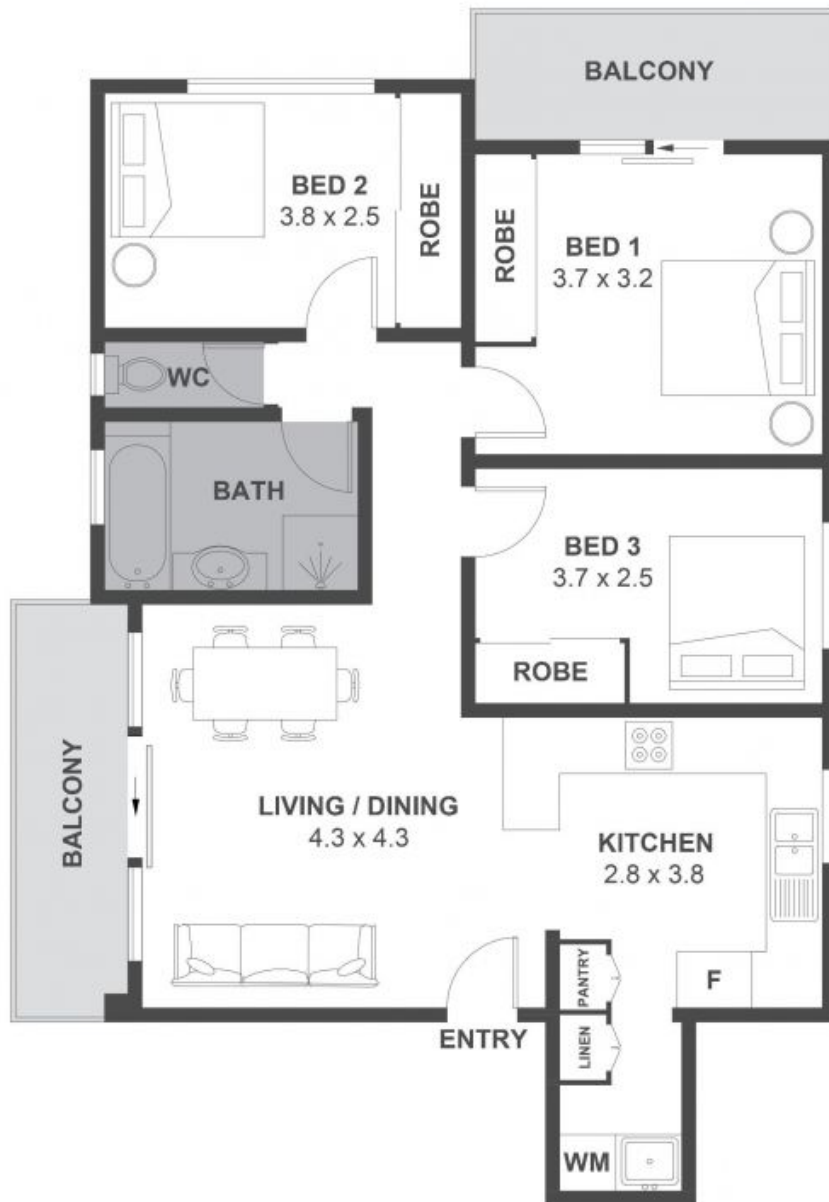 BALCONY
BED 2
3.8 x 2.5
ROBE
ROBE
BED 1
3.7 x 3.2
WC
BATH
BED 3
3.7 x 2.5
ROBE
BALCONY
LIVING / DINING
4.3 x 4.3
KITCHEN
2.8 x 3.8
PANTRY
F
ENTRY
LINEN
WM